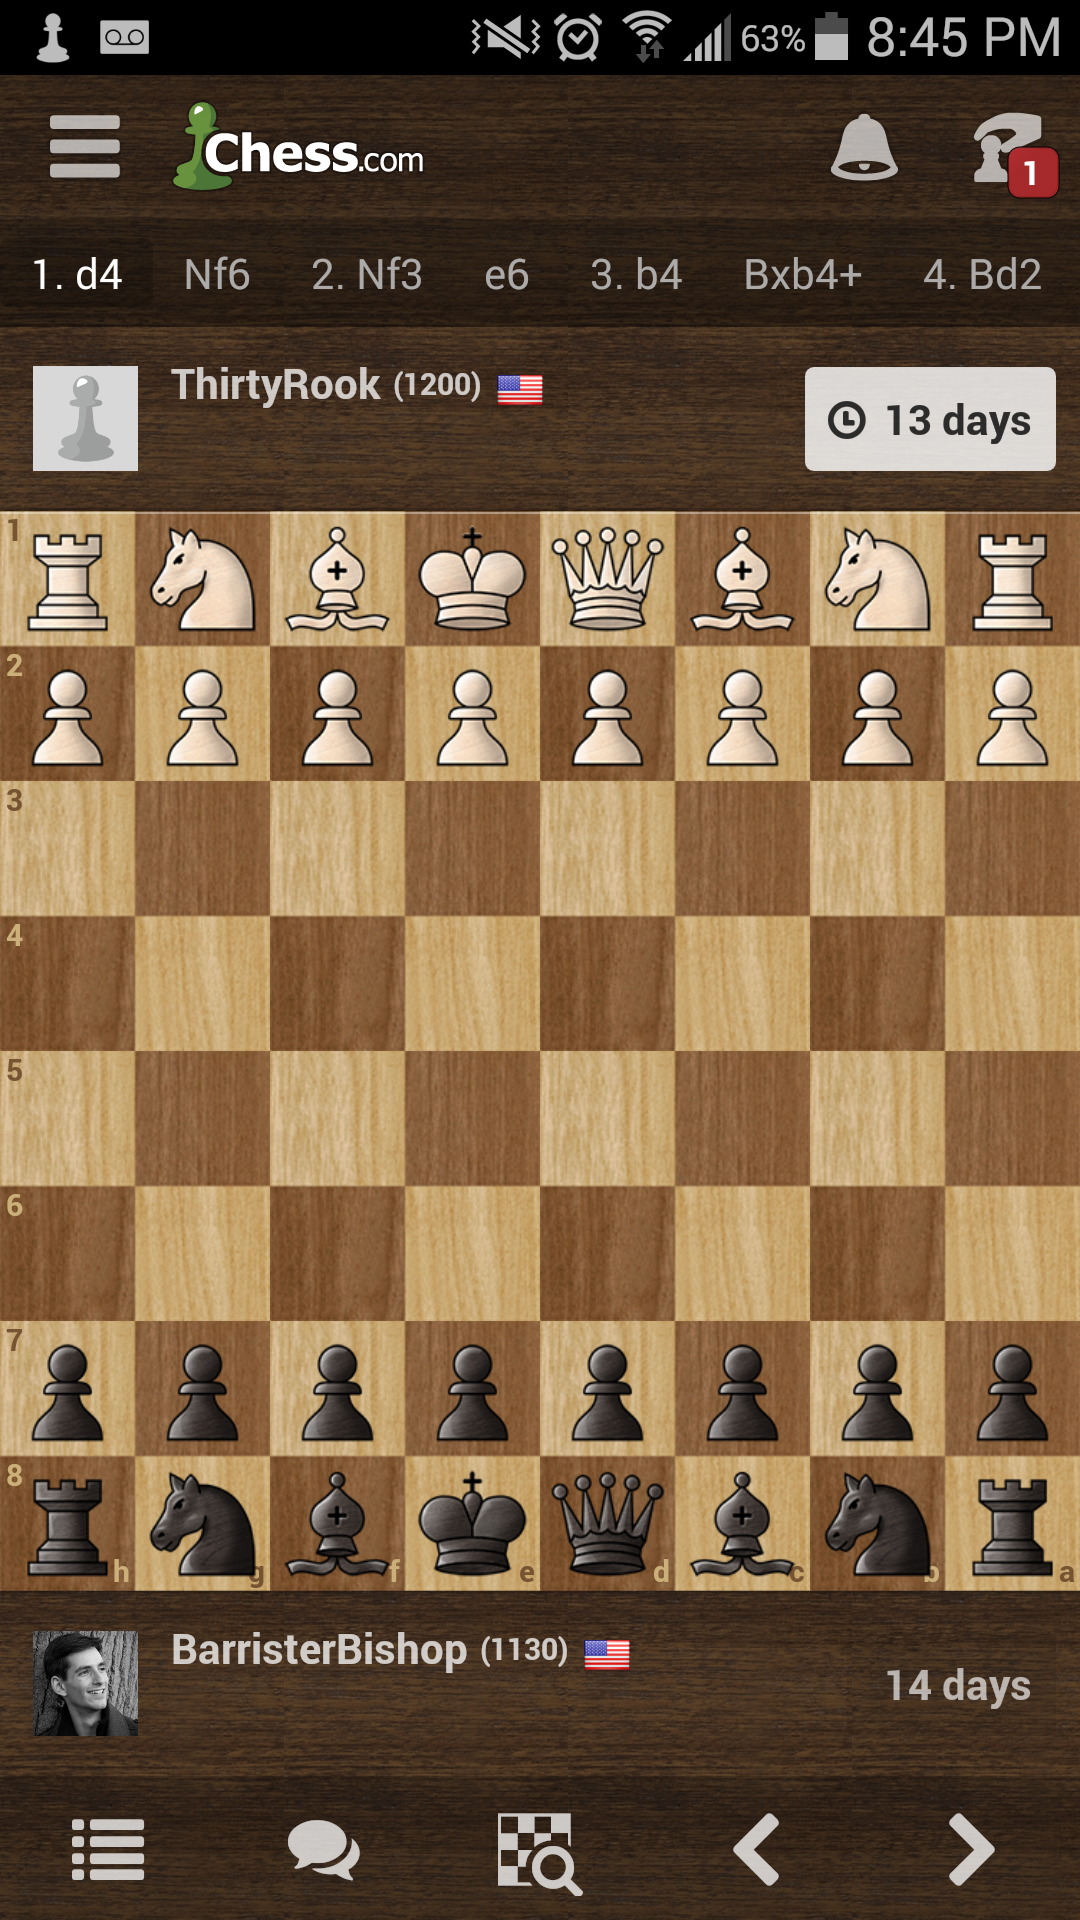 63% 8:45 PM
Chess.com
1
1. d4 Nf6 2. Nf3 e6 3. b4 Bxb4+ 4. Bd2
ThirtyRook (1200)
13 days
1
2
3
4
5
6
7
8
h g f e d c b a
BarristerBishop (1130)
14 days